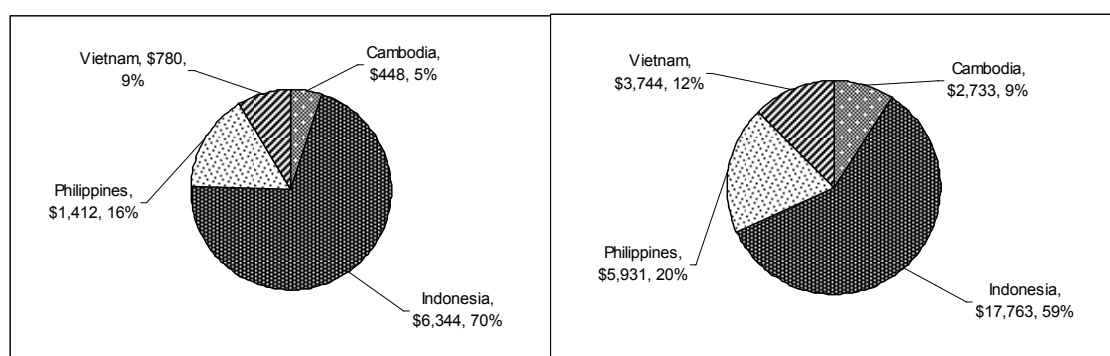 Vietnam, $780,
9%
Cambodia,
$448, 5%
Philippines,
$1,412, 16%
Indonesia,
$6,344, 70%
Vietnam,
$3,744, 12%
Cambodia,
$2,733, 9%
Philippines,
$5,931, 20%
Indonesia,
$17,763, 59%